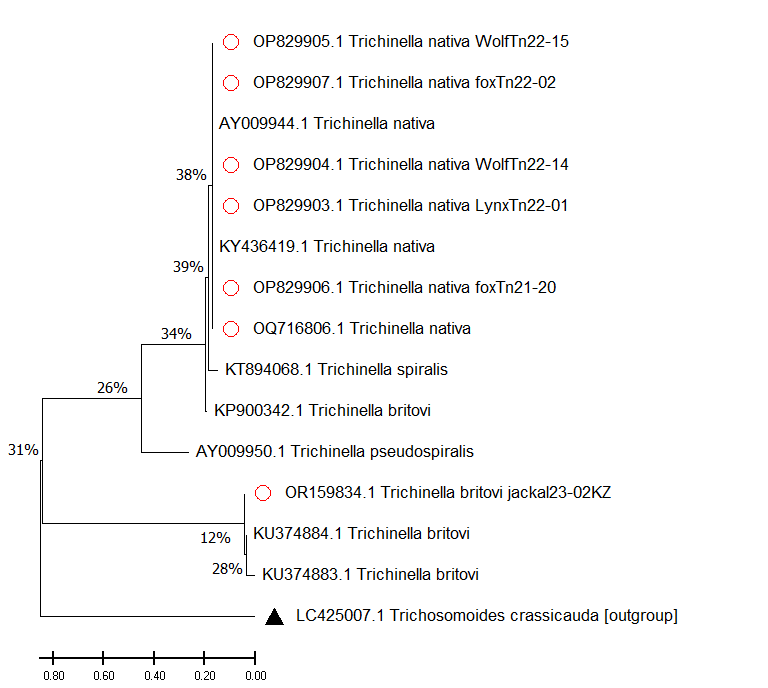 OP829905.1 Trichinella nativa WolfTn22-15
OP829907.1 Trichinella nativa foxTn22-02
AY009944.1 Trichinella nativa
OP829904.1 Trichinella nativa WolfTn22-14
38%
OP829903.1 Trichinella nativa LynxTn22-01
KY436419.1 Trichinella nativa
39%
OP829906.1 Trichinella nativa foxTn21-20
OQ716806.1 Trichinella nativa
34%
KT894068.1 Trichinella spiralis
26%
KP900342.1 Trichinella britovi
31%
AY009950.1 Trichinella pseudospiralis
OR159834.1 Trichinella britovi jackal23-02KZ
12%
KU374884.1 Trichinella britovi
28%
KU374883.1 Trichinella britovi
LC425007.1 Trichosomoides crassicauda [outgroup]
0.80 0.60 0.40 0.20 0.00